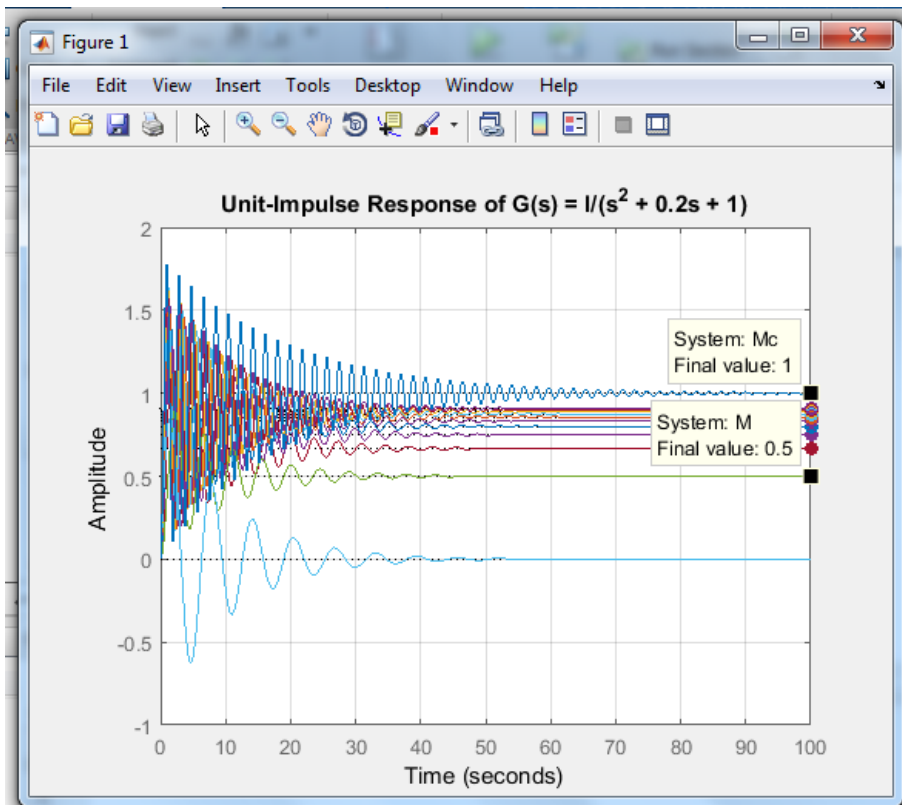 Figure 1
File Edit View Insert Tools Desktop Window Help
Unit-Impulse Response of G(s) = I/(s² + 0.2s + 1)
2
1.5
1
0.5
0
-0.5
-1
Amplitude
System: Mc
Final value: 1
System: M
Final value: 0.5
0 10 20 30 40 50 60 70 80 90 100
Time (seconds)